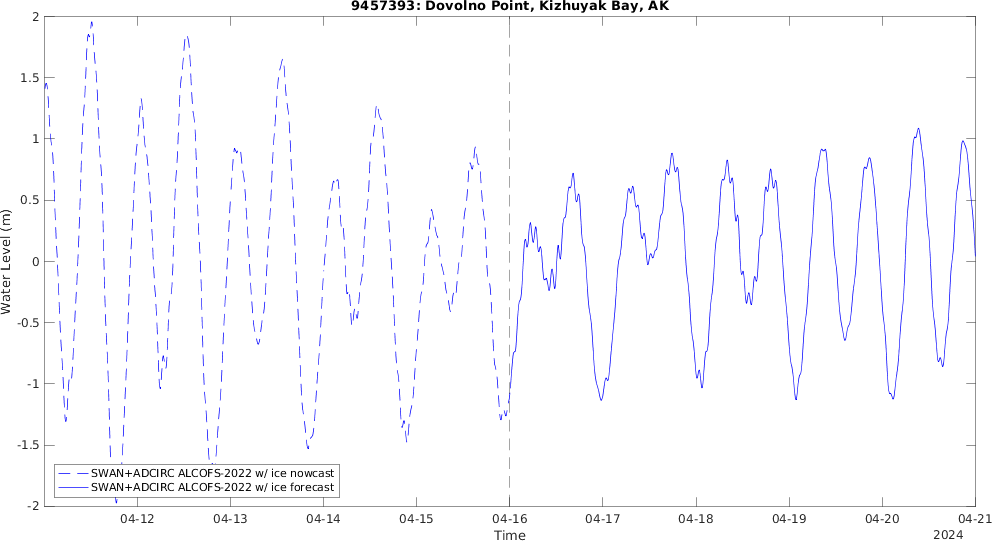 9457393: Dovolno Point, Kizhuyak Bay, AK
Water Level (m)
2
1.5
1
0.5
0
-0.5
-1
-1.5
-2
SWAN+ADCIRC ALCOFS-2022 w/ ice nowcast
SWAN+ADCIRC ALCOFS-2022 w/ ice forecast
04-12 04-13 04-14 04-15 04-16 04-17 04-18 04-19 04-20 04-21
Time
2024